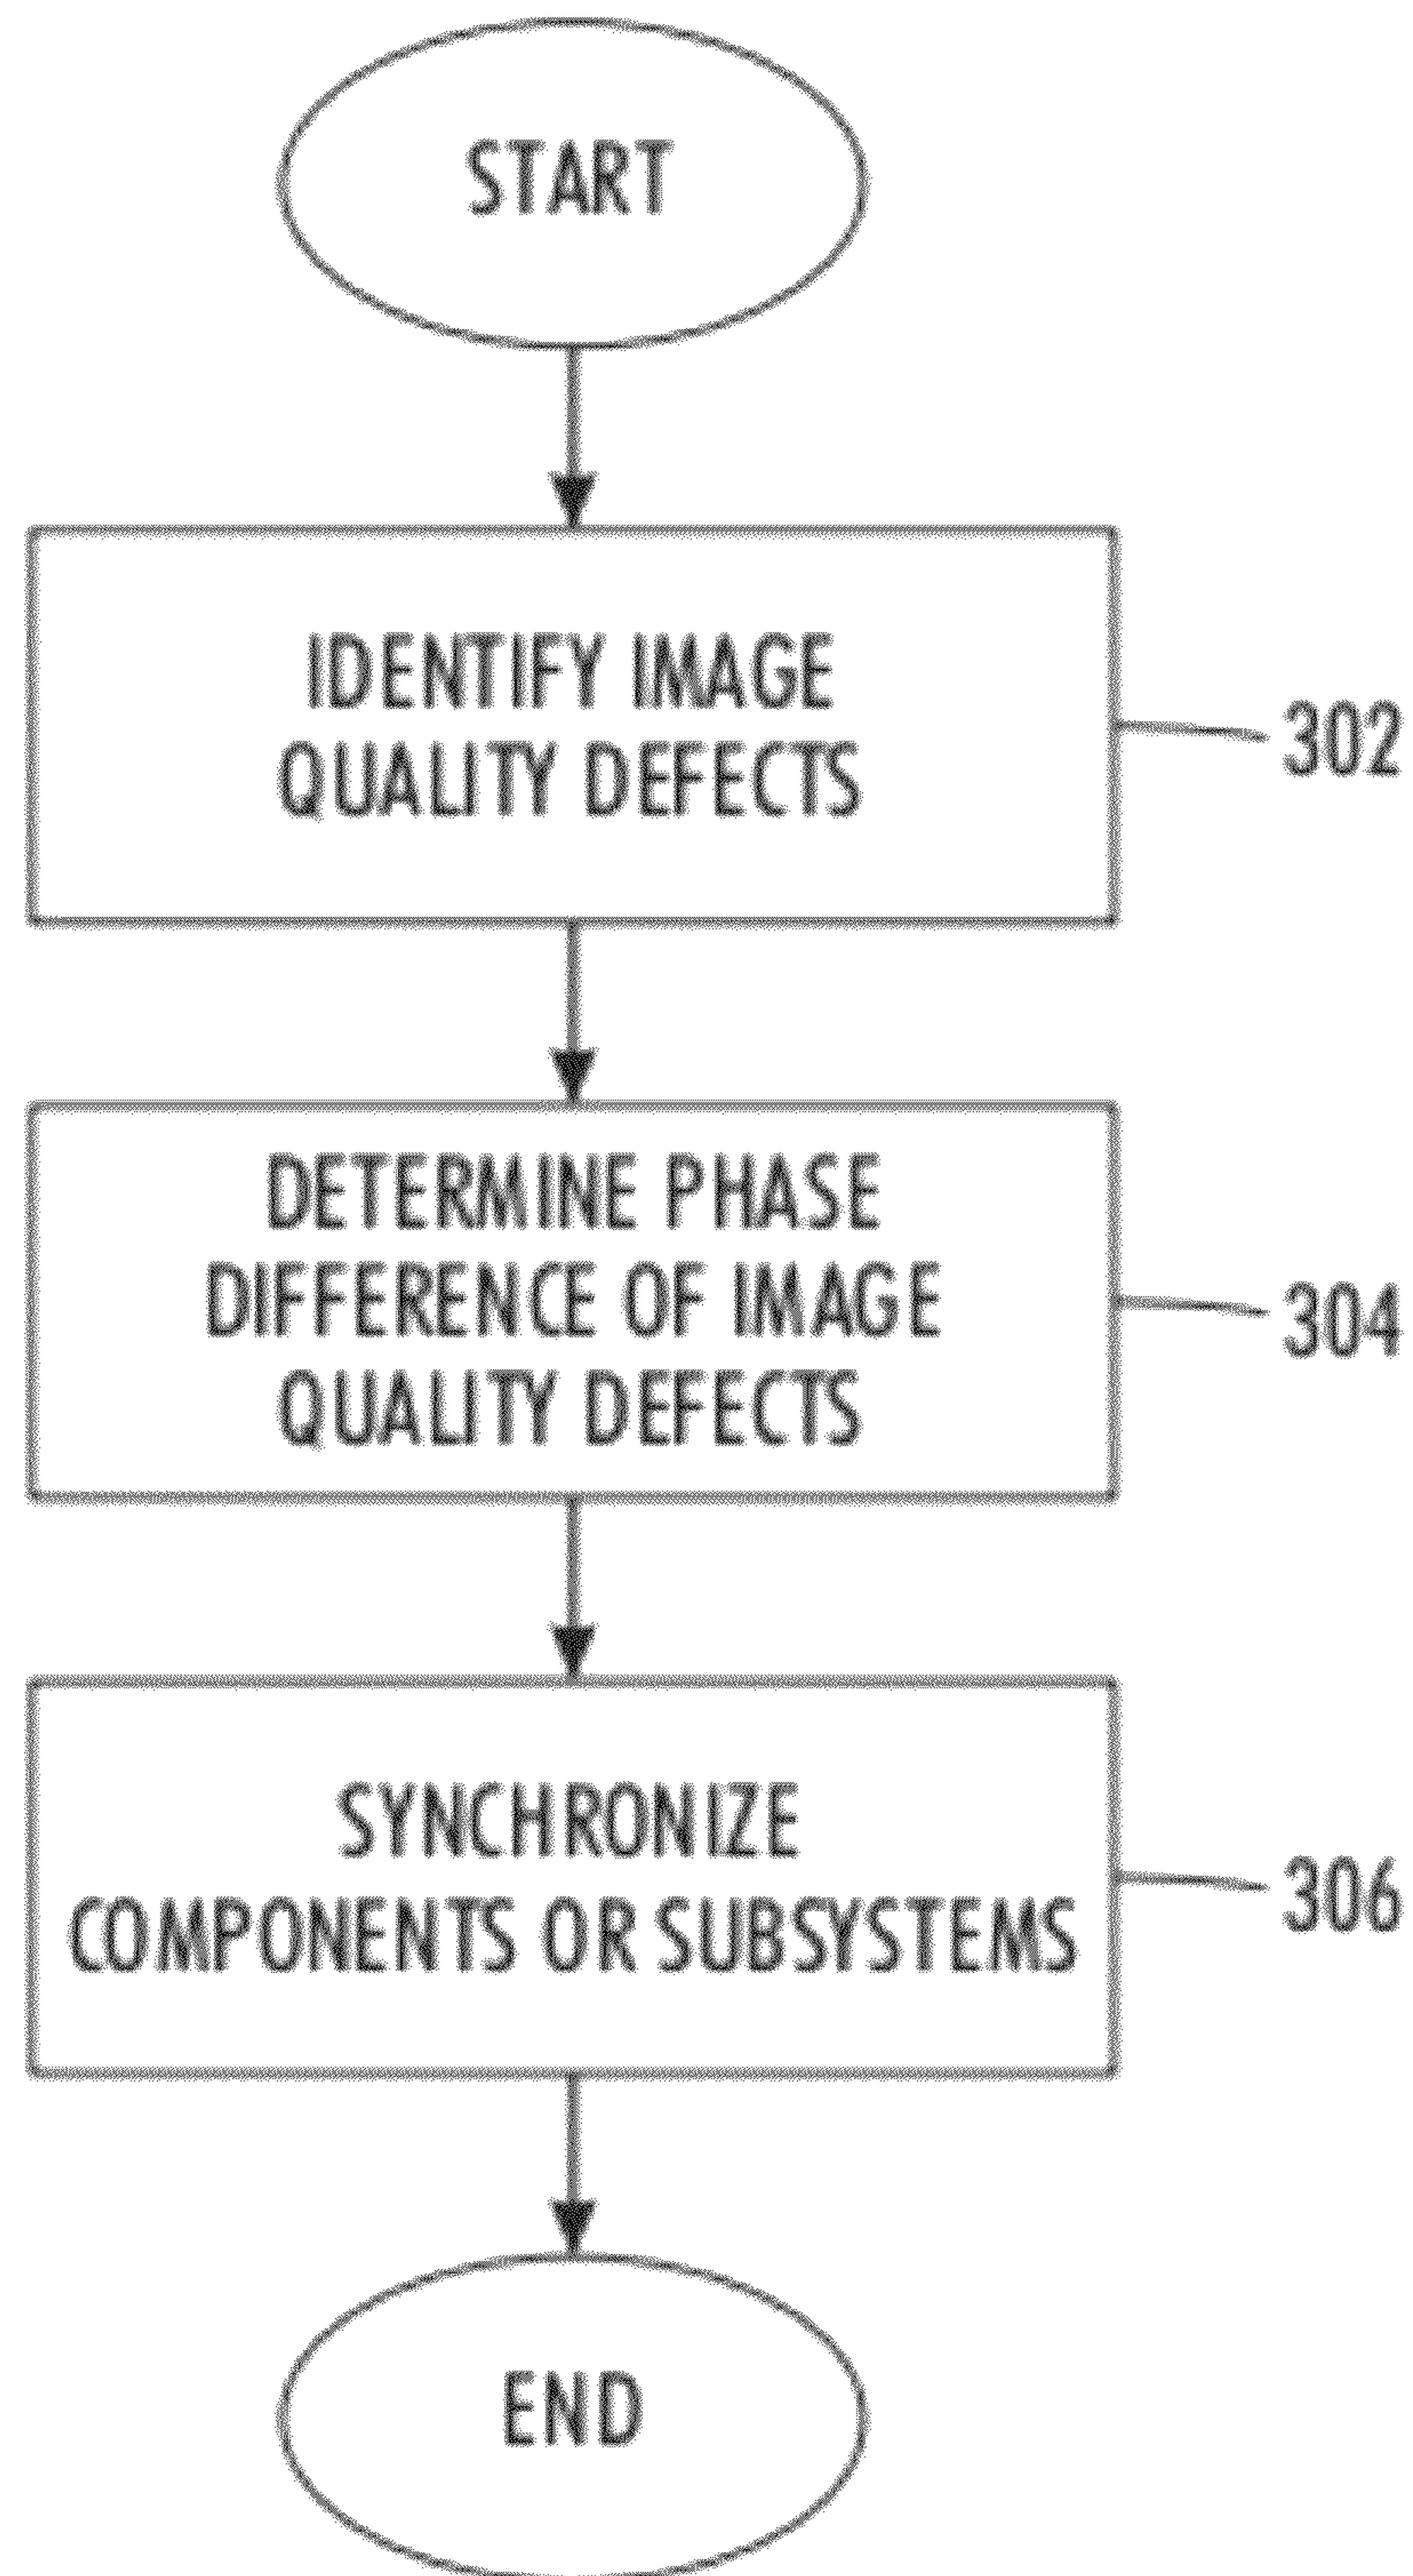 START
IDENTIFY IMAGE
QUALITY DEFECTS
302
DETERMINE PHASE
DIFFERENCE OF IMAGE
QUALITY DEFECTS
304
SYNCHRONIZE
COMPONENTS OR SUBSYSTEMS
306
END